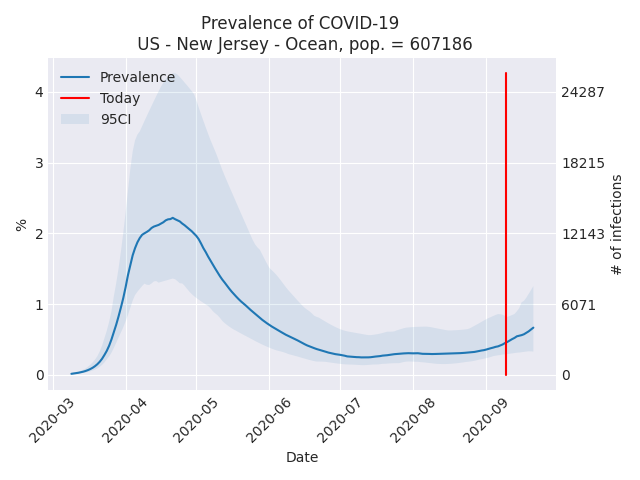 Prevalence of COVID-19
US - New Jersey - Ocean, pop. = 607186
Prevalence
Today
95CI
4
3
2
1
0
%
24287
18215
12143
6071
0
# of infections
2020-03
2020-04
2020-05
2020-06
2020-07
2020-08
2020-09
Date